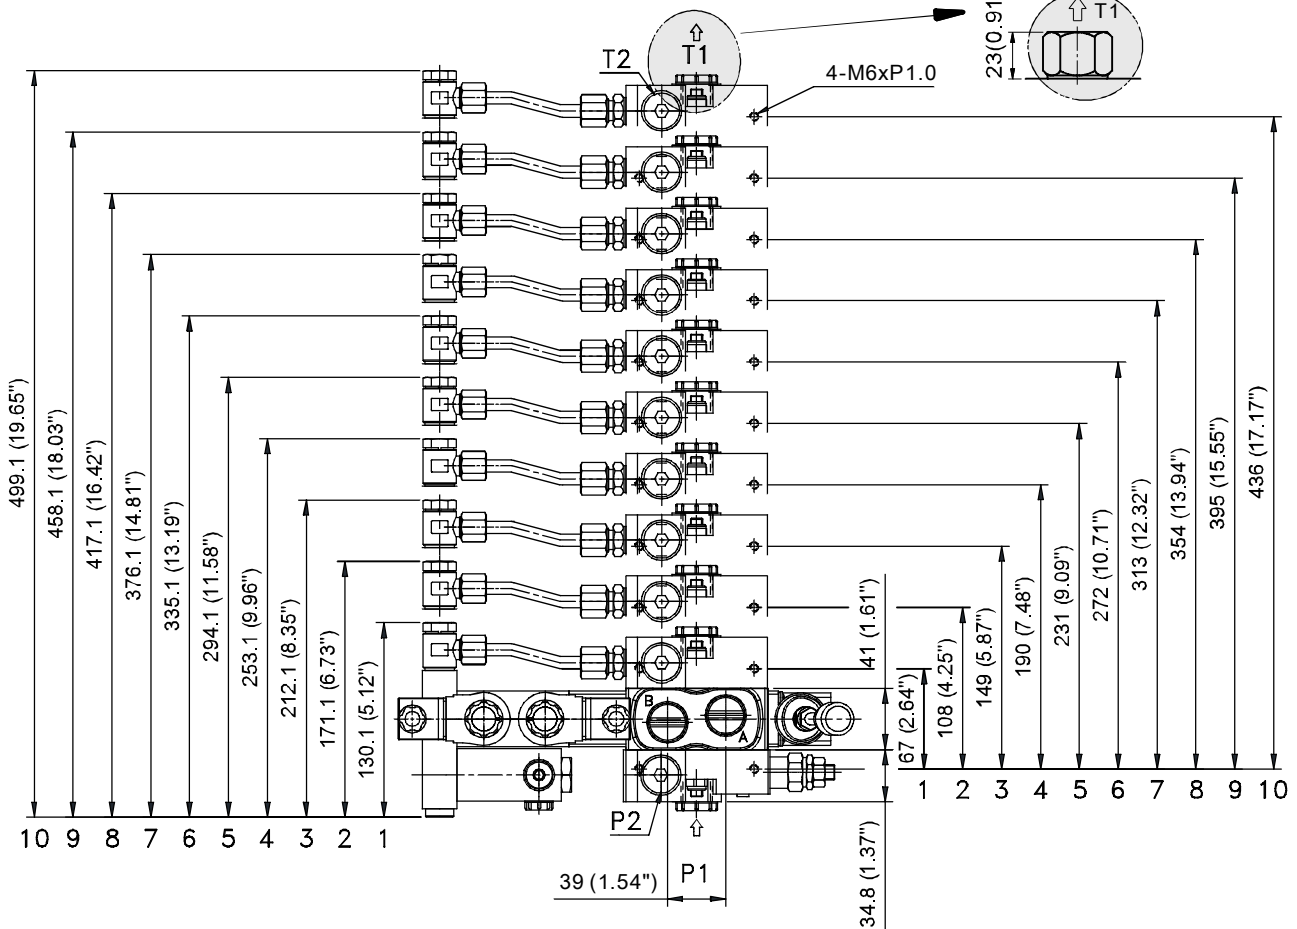 T1
23(0.91
T1
T2
4-M6xP1.0
499.1 (19.65")
458.1 (18.03")
417.1 (16.42")
376.1 (14.81")
335.1 (13.19")
294.1 (11.58")
253.1 (9.96")
212.1 (8.35")
171.1 (6.73")
130.1 (5.12")
41 (1.61")
67 (2.64")
108 (4.25")
149 (5.87")
190 (7.48")
231 (9.09")
272 (10.71")
313 (12.32")
354 (13.94")
395 (15.55")
436 (17.17")
B
A
1 2 3 4 5 6 7 8 9 10
10 9 8 7 6 5 4 3 2 1
P2
P1
39 (1.54")
34.8 (1.37")